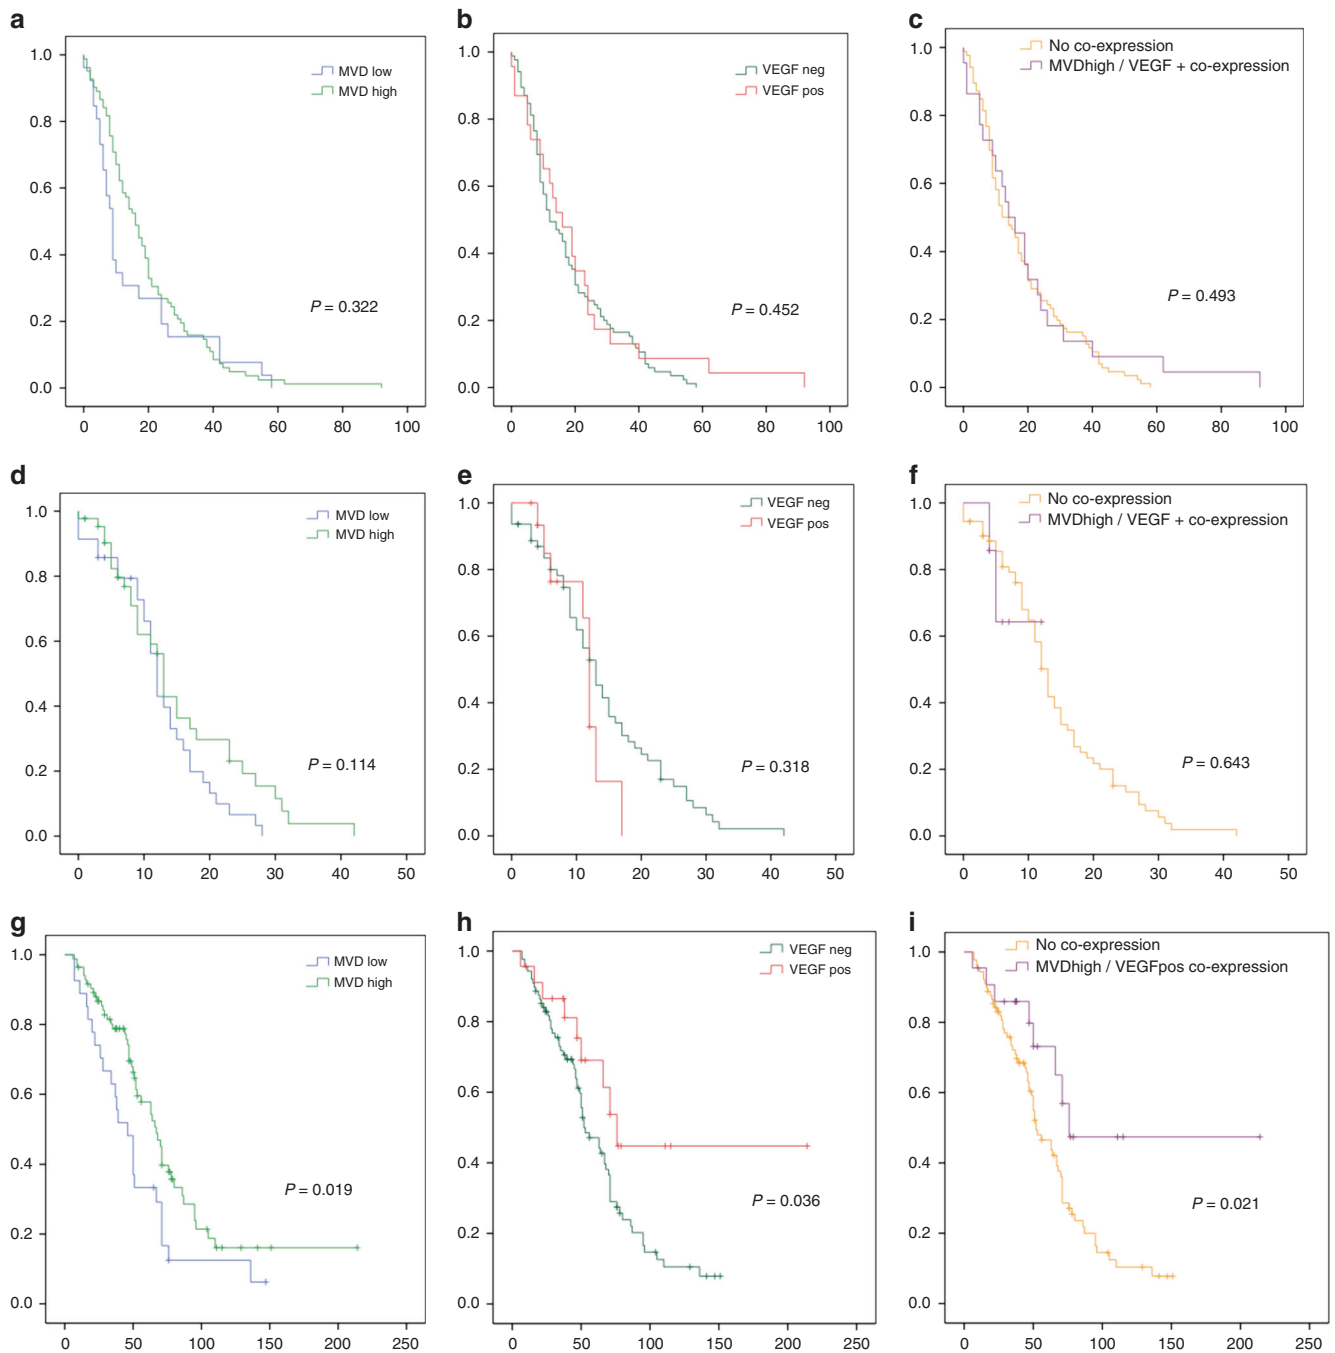 a
1.0
0.8
0.6
0.4
0.2
0.0
MVD low
MVD high
P = 0.322
0 20 40 60 80 100
b
1.0
0.8
0.6
0.4
0.2
0.0
VEGF neg
VEGF pos
P = 0.452
0 20 40 60 80 100
c
1.0
0.8
0.6
0.4
0.2
0.0
No co-expression
MVDhigh / VEGF + co-expression
P = 0.493
0 20 40 60 80 100
d
1.0
0.8
0.6
0.4
0.2
0.0
MVD low
MVD high
P = 0.114
0 10 20 30 40 50
e
1.0
0.8
0.6
0.4
0.2
0.0
VEGF neg
VEGF pos
P = 0.318
0 10 20 30 40 50
f
1.0
0.8
0.6
0.4
0.2
0.0
No co-expression
MVDhigh / VEGF + co-expression
P = 0.643
0 10 20 30 40 50
g
1.0
0.8
0.6
0.4
0.2
0.0
MVD low
MVD high
P = 0.019
0 50 100 150 200 250
h
1.0
0.8
0.6
0.4
0.2
0.0
VEGF neg
VEGF pos
P = 0.036
0 50 100 150 200 250
i
1.0
0.8
0.6
0.4
0.2
0.0
No co-expression
MVDhigh / VEGFpos co-expression
P = 0.021
0 50 100 150 200 250